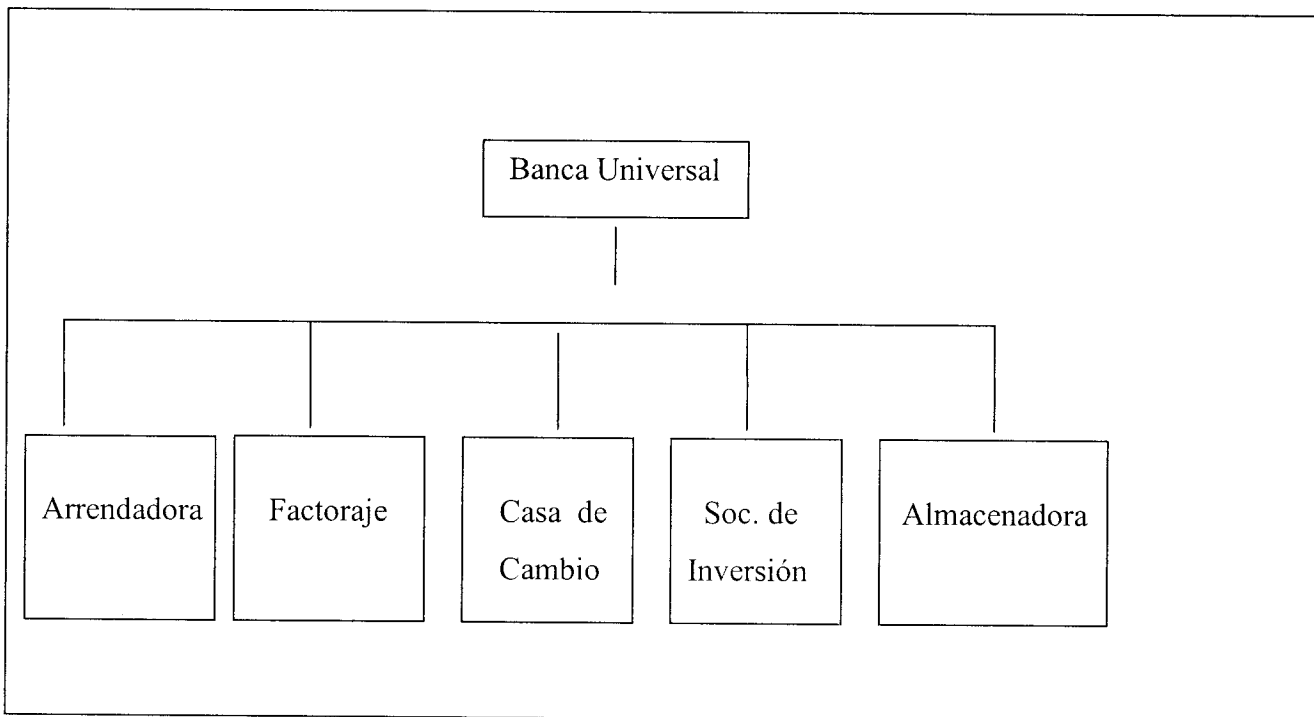 Banca Universal
Arrendadora
Factoraje
Casa de
Cambio
Soc. de
Inversión
Almacenadora